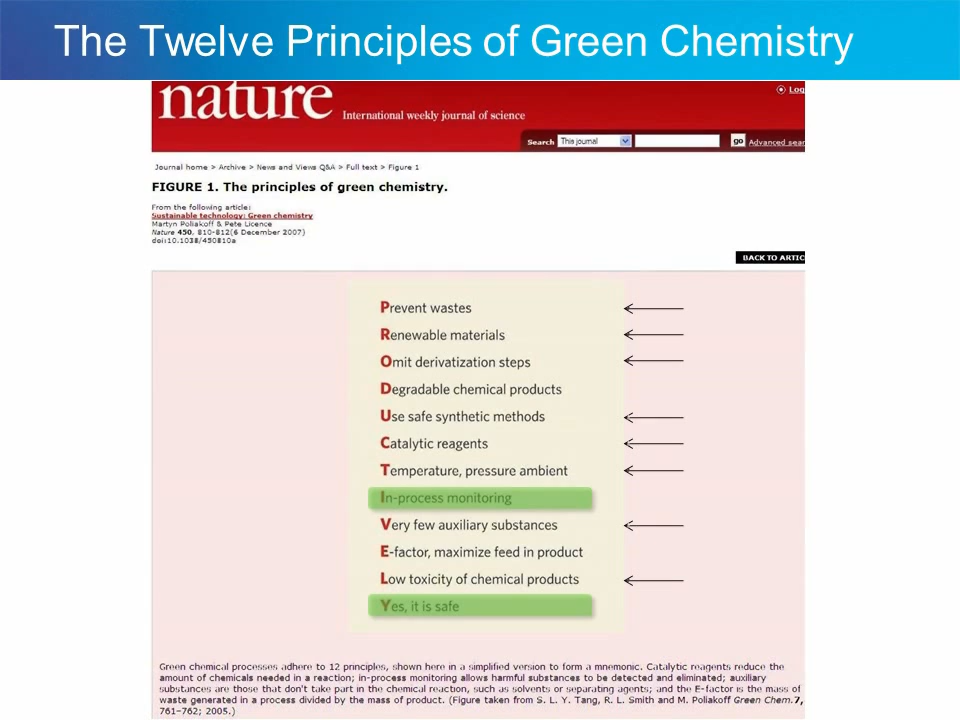 The Twelve Principles of Green Chemistry
nature
International weekly journal of science
Log
Search This journal go Advanced sear
Journal home > Archive > News and Views Q&A > Full text > Figure 1
FIGURE 1. The principles of green chemistry.
From the following article:
Sustainable technology: Green chemistry
Martyn Poliakoff & Pete Licence
Nature 450, 810-812(6 December 2007)
doi:10.1038/450810a
BACK TO ARTIC
Prevent wastes
Renewable materials
Omit derivatization steps
Degradable chemical products
Use safe synthetic methods
Catalytic reagents
Temperature, pressure ambient
In-process monitoring
Very few auxiliary substances
E-factor, maximize feed in product
Low toxicity of chemical products
Yes, it is safe
Green chemical processes adhere to 12 principles, shown here in a simplified version to form a mnemonic. Catalytic reagents reduce the
amount of chemicals needed in a reaction; in-process monitoring allows harmful substances to be detected and eliminated; auxiliary
substances are those that don't take part in the chemical reaction, such as solvents or separating agents; and the E-factor is the mass of
waste generated in a process divided by the mass of product. (Figure taken from S. L. Y. Tang, R. L. Smith and M. Poliakoff Green Chem. 7,
761–762; 2005.)